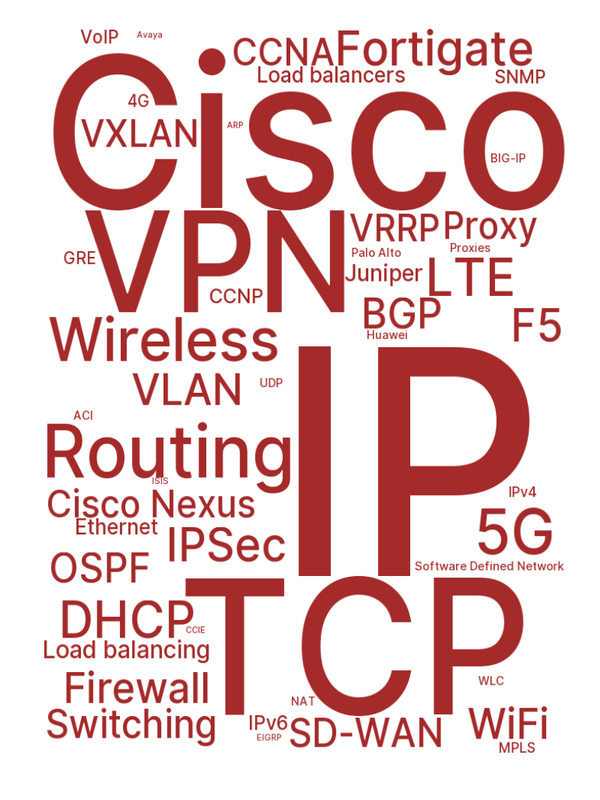 VoIP
Avaya
CCNA
Fortigate
Load balancers
SNMP
Cisco
4G
VXLAN
ARP
BIG-IP
VPN
VRRP
Proxy
GRE
Palo Alto
Proxies
Juniper
LTE
CCNP
BGP
F5
Huawei
Wireless
IP
VLAN
UDP
ACI
Routing
ISIS
Cisco Nexus
IPv4
Ethernet
IPSec
5G
OSPF
Software Defined Network
TCP
DHCP
CCIE
Load balancing
Firewall
WLC
NAT
Switching
IPv6
EIGRP
SD-WAN
WiFi
MPLS